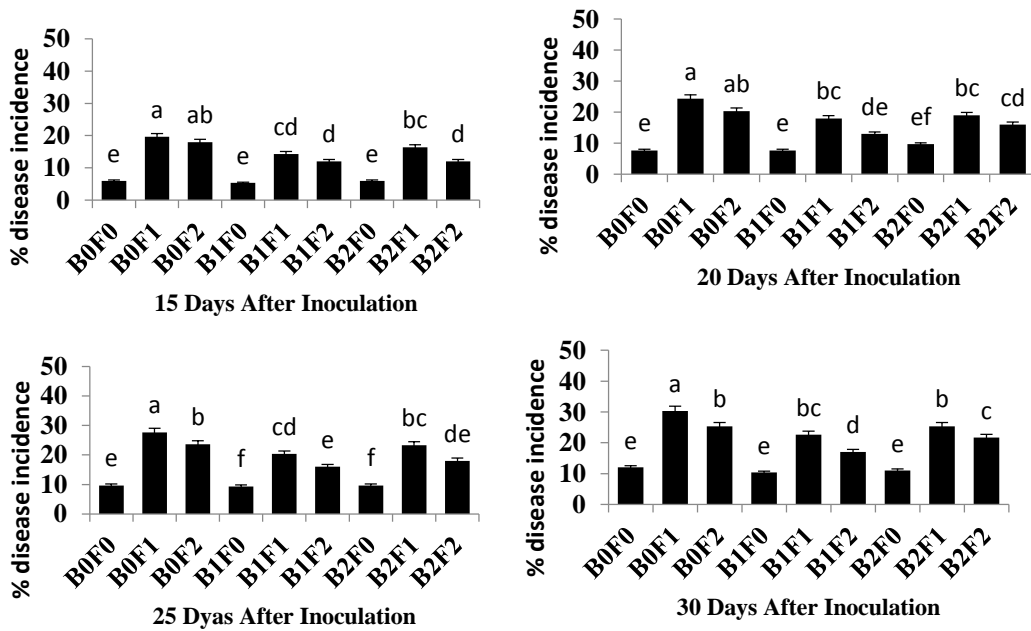 % disease incidence
50
40
30
20
10
0
e
a
ab
e
cd
d
e
bc
d
B0F0
B0F1
B0F2
B1F0
B1F1
B1F2
B2F0
B2F1
B2F2
15 Days After Inoculation
% disease incidence
50
40
30
20
10
0
e
a
ab
e
bc
de
ef
bc
cd
B0F0
B0F1
B0F2
B1F0
B1F1
B1F2
B2F0
B2F1
B2F2
20 Days After Inoculation
% disease incidence
50
40
30
20
10
0
e
a
b
f
cd
e
f
bc
de
B0F0
B0F1
B0F2
B1F0
B1F1
B1F2
B2F0
B2F1
B2F2
25 Dyas After Inoculation
% disease incidence
50
40
30
20
10
0
e
a
b
e
bc
d
e
b
c
B0F0
B0F1
B0F2
B1F0
B1F1
B1F2
B2F0
B2F1
B2F2
30 Days After Inoculation